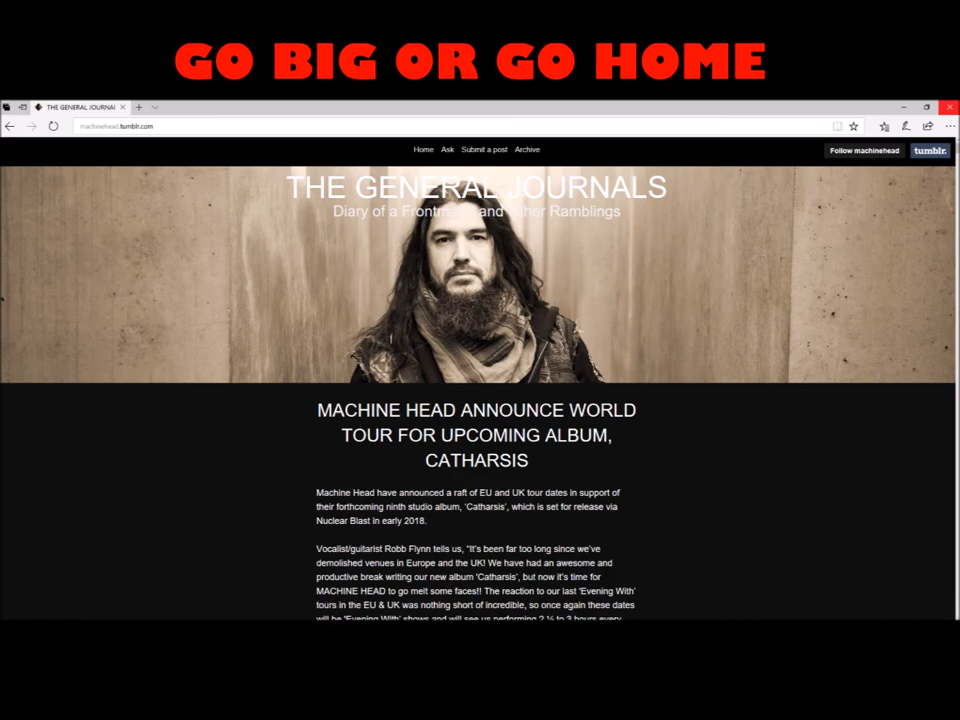 GO BIG OR GO HOME
THE GENERAL JOURNAL
machinehead.tumblr.com
Home Ask Submit a post Archive
Follow machinehead
tumblr.
THE GENERAL JOURNALS
Diary of a Frontman and other Ramblings
MACHINE HEAD ANNOUNCE WORLD
TOUR FOR UPCOMING ALBUM,
CATHARSIS
Machine Head have announced a raft of EU and UK tour dates in support of
their forthcoming ninth studio album, ‘Catharsis’, which is set for release via
Nuclear Blast in early 2018.
Vocalist/guitarist Robb Flynn tells us, “It’s been far too long since we’ve
demolished venues in Europe and the UK! We have had an awesome and
productive break writing our new album ‘Catharsis’, but now it’s time for
MACHINE HEAD to go melt some faces!! The reaction to our last ‘Evening With’
tours in the EU & UK was nothing short of incredible, so once again these dates
will be ‘Evening With’ shows and will see us performing 2 ½ to 3 hours every